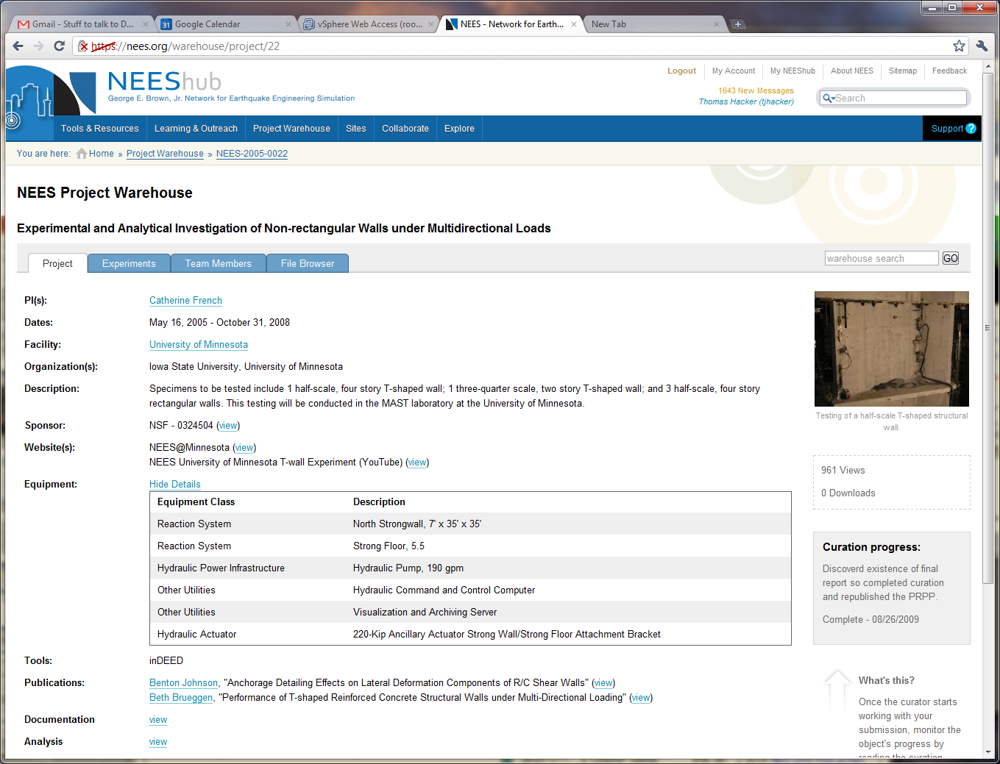 Gmail - Stuff to talk to D...
Google Calendar
vSphere Web Access (roo...
NEES - Network for Earth...
New Tab
https://nees.org/warehouse/project/22
NEEShub
George E. Brown, Jr. Network for Earthquake Engineering Simulation
Logout
My Account
My NEEShub
About NEES
Sitemap
Feedback
1643 New Messages
Thomas Hacker (tjhacker)
Search
Tools & Resources
Learning & Outreach
Project Warehouse
Sites
Collaborate
Explore
Support ?
You are here: Home » Project Warehouse » NEES-2005-0022
NEES Project Warehouse
Experimental and Analytical Investigation of Non-rectangular Walls under Multidirectional Loads
Project
Experiments
Team Members
File Browser
warehouse search
GO
PI(s): Catherine French
Dates: May 16, 2005 - October 31, 2008
Facility: University of Minnesota
Organization(s): Iowa State University, University of Minnesota
Description: Specimens to be tested include 1 half-scale, four story T-shaped wall; 1 three-quarter scale, two story T-shaped wall; and 3 half-scale, four story
rectangular walls. This testing will be conducted in the MAST laboratory at the University of Minnesota.
Sponsor: NSF - 0324504 (view)
Website(s): NEES@Minnesota (view)
NEES University of Minnesota T-wall Experiment (YouTube) (view)
Equipment: Hide Details
Equipment Class Description
Reaction System North Strongwall, 7' x 35' x 35'
Reaction System Strong Floor, 5.5
Hydraulic Power Infrastructure Hydraulic Pump, 190 gpm
Other Utilities Hydraulic Command and Control Computer
Other Utilities Visualization and Archiving Server
Hydraulic Actuator 220-Kip Ancillary Actuator Strong Wall/Strong Floor Attachment Bracket
Tools: inDEED
Publications: Benton Johnson, "Anchorage Detailing Effects on Lateral Deformation Components of R/C Shear Walls" (view)
Beth Brueggen, "Performance of T-shaped Reinforced Concrete Structural Walls under Multi-Directional Loading" (view)
Documentation view
Analysis view
Testing of a half-scale T-shaped structural
wall.
961 Views
0 Downloads
Curation progress:
Discoverd existence of final
report so completed curation
and republished the PRPP.
Complete - 08/26/2009
What's this?
Once the curator starts
working with your
submission, monitor the
object's progress by
reading the curation